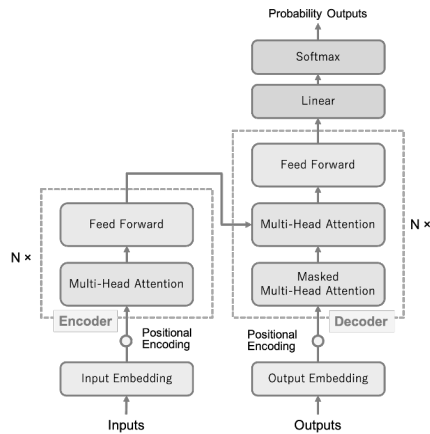 Probability Outputs
Softmax
Linear
Feed Forward
Multi-Head Attention
N ×
Masked
Multi-Head Attention
Decoder
Positional
Encoding
Output Embedding
Outputs
Feed Forward
N ×
Multi-Head Attention
Encoder
Positional
Encoding
Input Embedding
Inputs